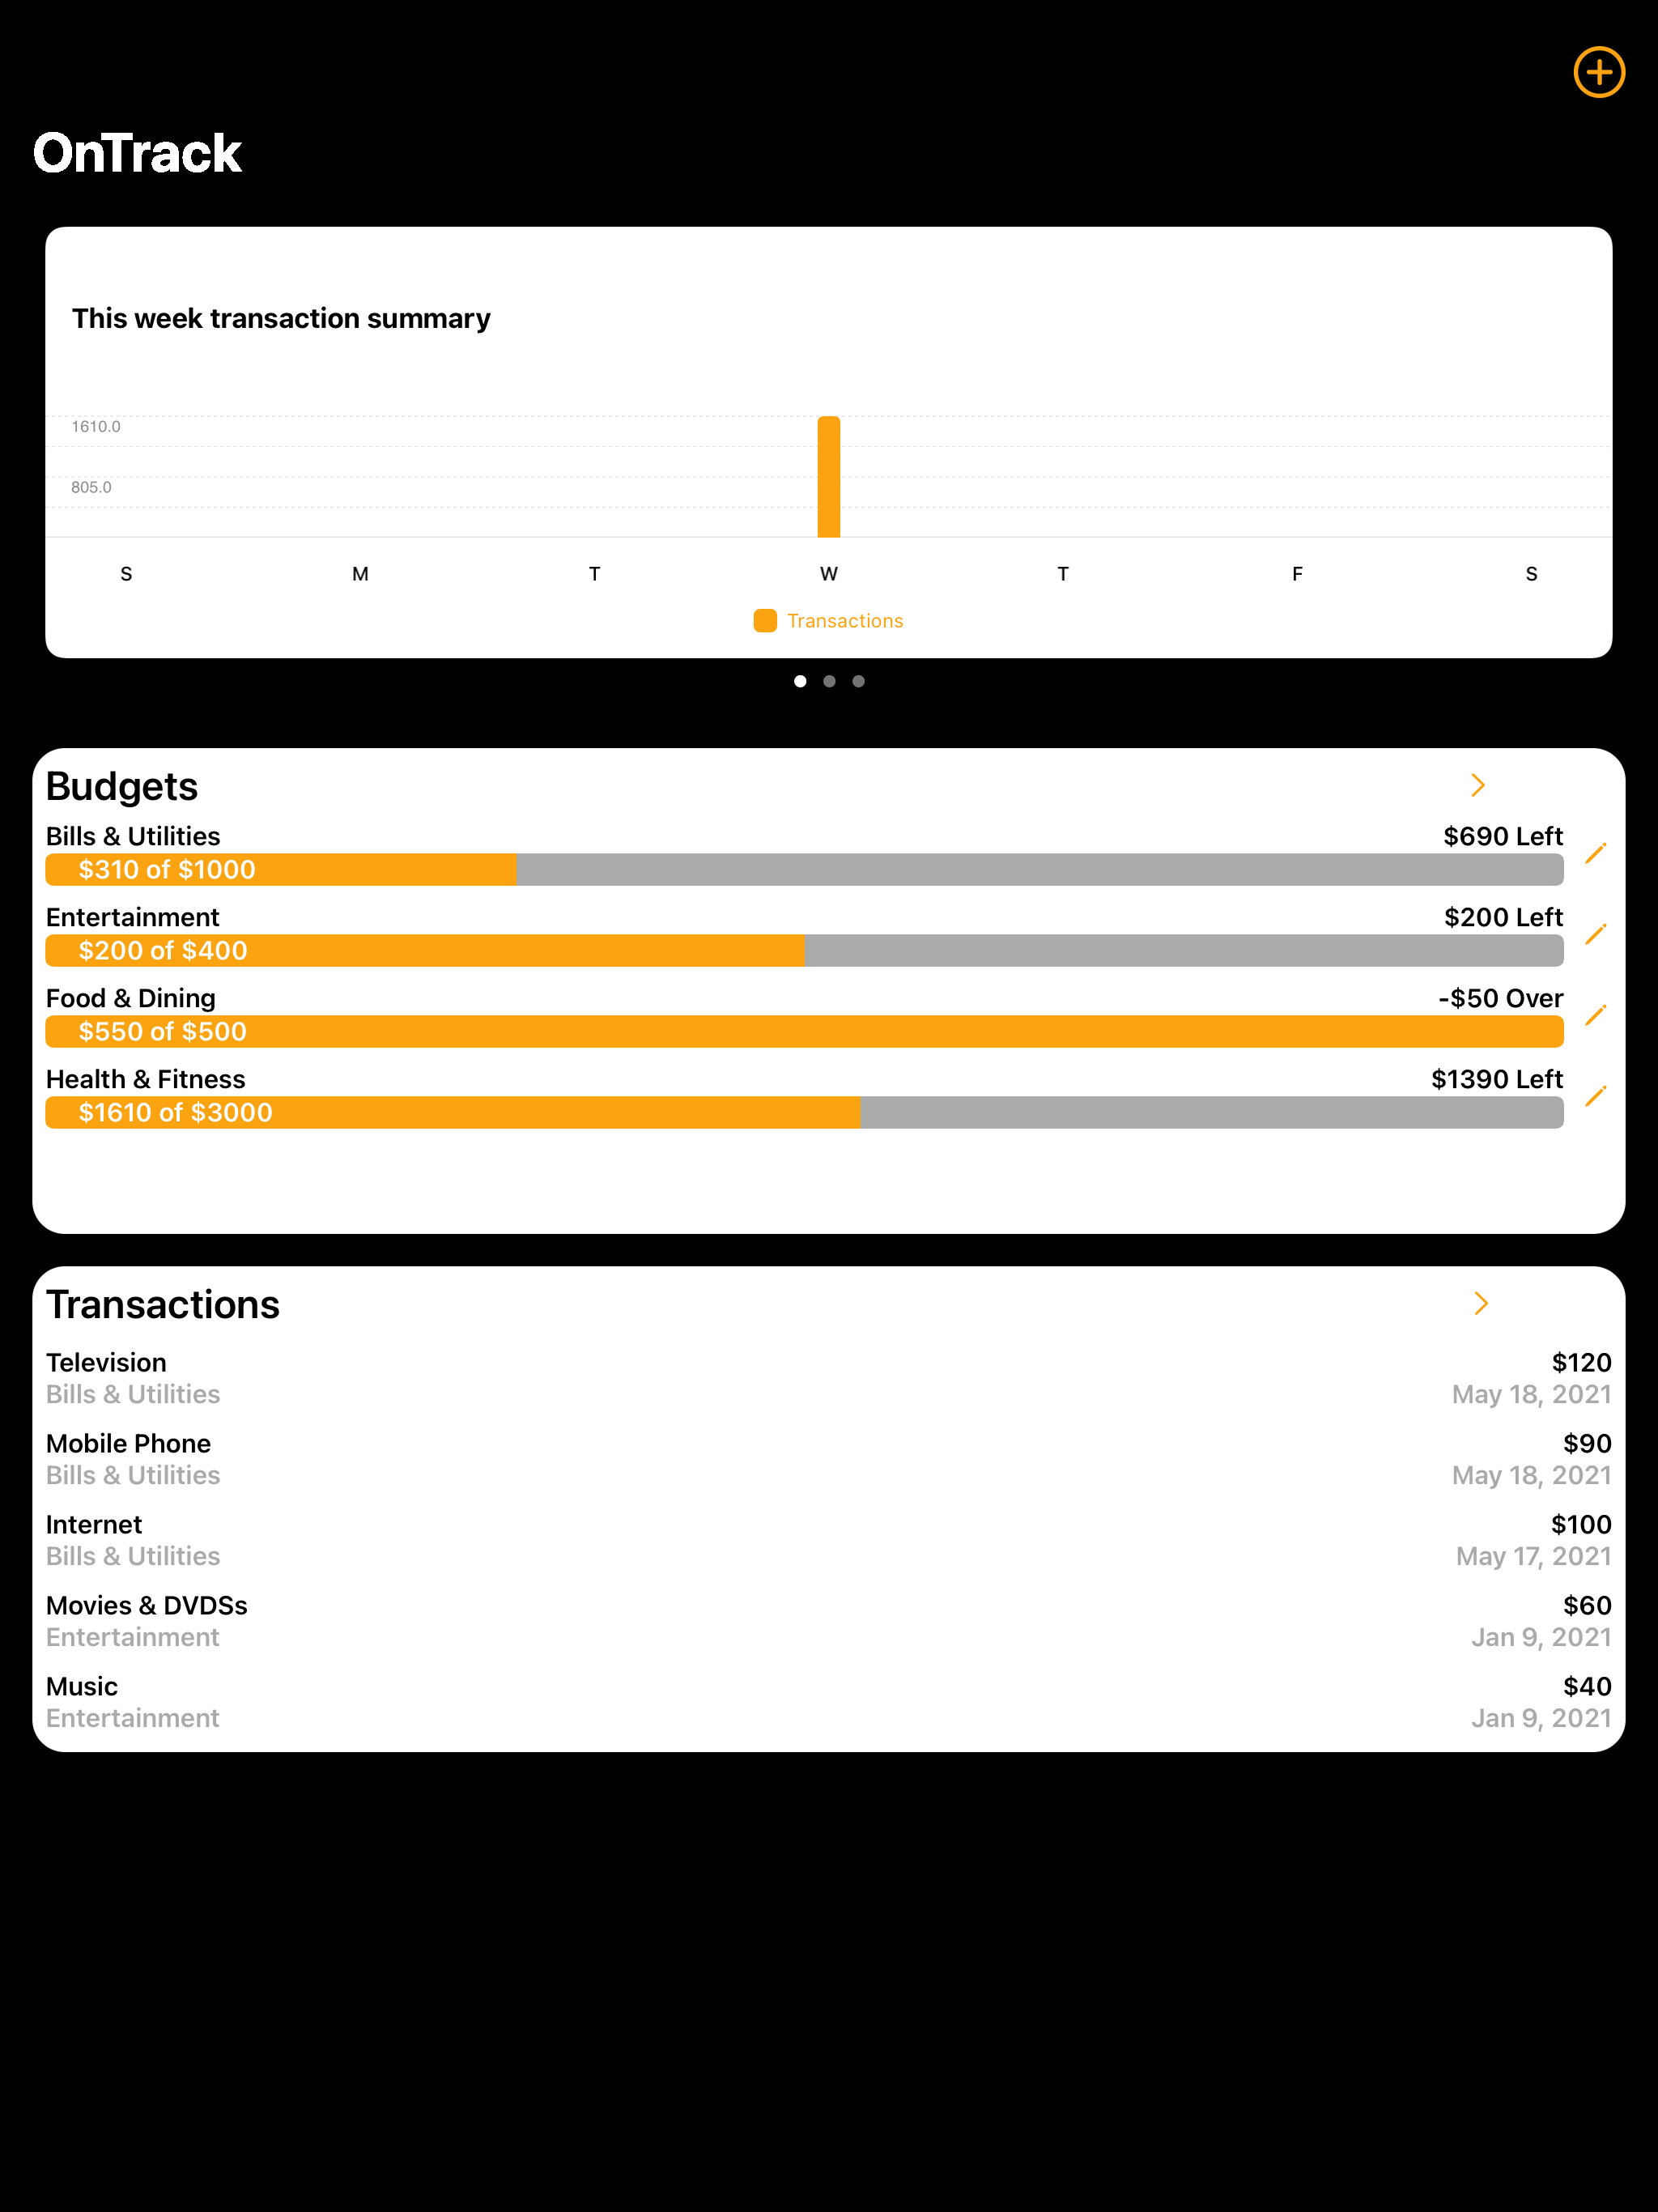 OnTrack
This week transaction summary
1610.0
805.0
S M T W T F S
Transactions
Budgets
Bills & Utilities $690 Left
$310 of $1000
Entertainment $200 Left
$200 of $400
Food & Dining -$50 Over
$550 of $500
Health & Fitness $1390 Left
$1610 of $3000
Transactions
Television $120
Bills & Utilities May 18, 2021
Mobile Phone $90
Bills & Utilities May 18, 2021
Internet $100
Bills & Utilities May 17, 2021
Movies & DVDSs $60
Entertainment Jan 9, 2021
Music $40
Entertainment Jan 9, 2021